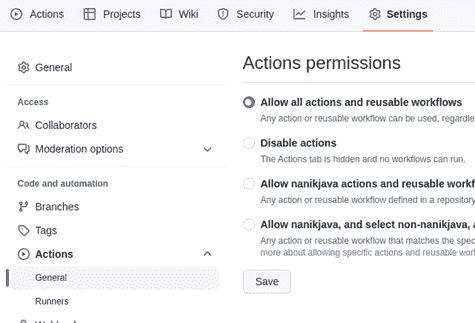 Actions Projects Wiki Security Insights Settings
General
Access
Collaborators
Moderation options
Code and automation
Branches
Tags
Actions
General
Runners
Actions permissions
Allow all actions and reusable workflows
Any action or reusable workflow can be used, regardle
Disable actions
The Actions tab is hidden and no workflows can run.
Allow nanikjava actions and reusable workf
Any action or reusable workflow defined in a repository
Allow nanikjava, and select non-nanikjava, a
Any action or reusable workflow that matches the spec
more about allowing specific actions and reusable wor
Save